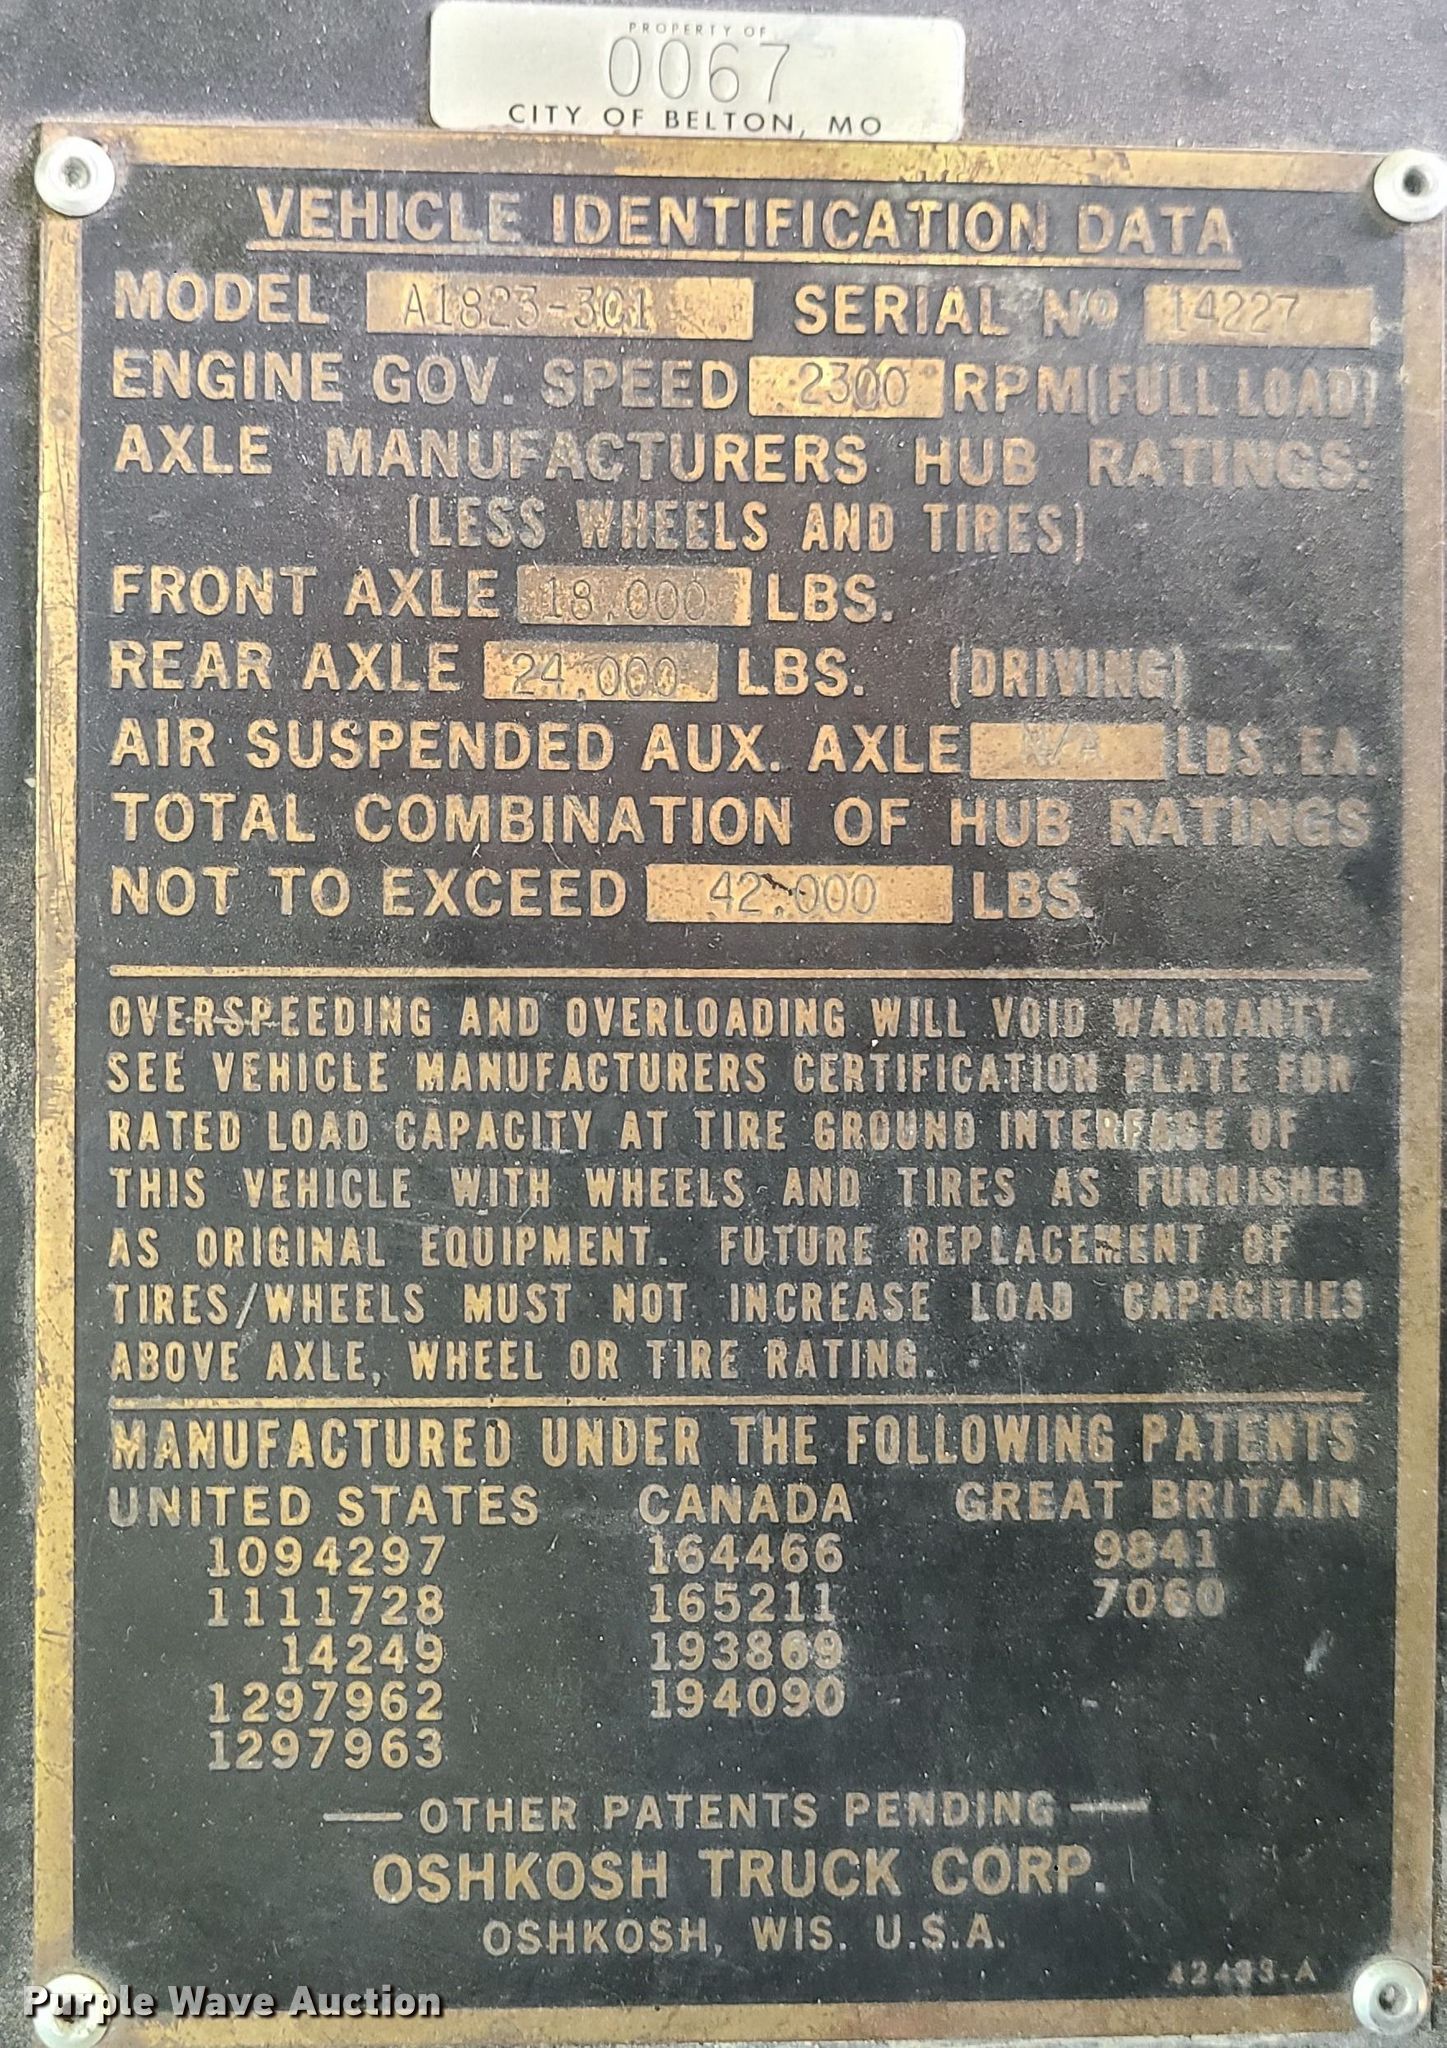 PROPERTY OF
0067
CITY OF BELTON, MO
VEHICLE IDENTIFICATION DATA
MODEL A1823-301 SERIAL Nº 14227
ENGINE GOV. SPEED 2300 RPM (FULL LOAD)
AXLE MANUFACTURERS HUB RATINGS:
(LESS WHEELS AND TIRES)
FRONT AXLE 18,000 LBS.
REAR AXLE 24,000 LBS. (DRIVING)
AIR SUSPENDED AUX. AXLE N/A LBS. EA.
TOTAL COMBINATION OF HUB RATINGS
NOT TO EXCEED 42,000 LBS.
OVERSPEEDING AND OVERLOADING WILL VOID WARRANTY.
SEE VEHICLE MANUFACTURERS CERTIFICATION PLATE FOR
RATED LOAD CAPACITY AT TIRE GROUND INTERFACE OF
THIS VEHICLE WITH WHEELS AND TIRES AS FURNISHED
AS ORIGINAL EQUIPMENT. FUTURE REPLACEMENT OF
TIRES/WHEELS MUST NOT INCREASE LOAD CAPACITIES
ABOVE AXLE, WHEEL OR TIRE RATING.
MANUFACTURED UNDER THE FOLLOWING PATENTS
UNITED STATES CANADA GREAT BRITAIN
1094297 164466 9841
1111728 165211 7060
14249 193869
1297962 194090
1297963
— OTHER PATENTS PENDING —
OSHKOSH TRUCK CORP.
OSHKOSH, WIS. U.S.A.
42483-A
Purple Wave Auction